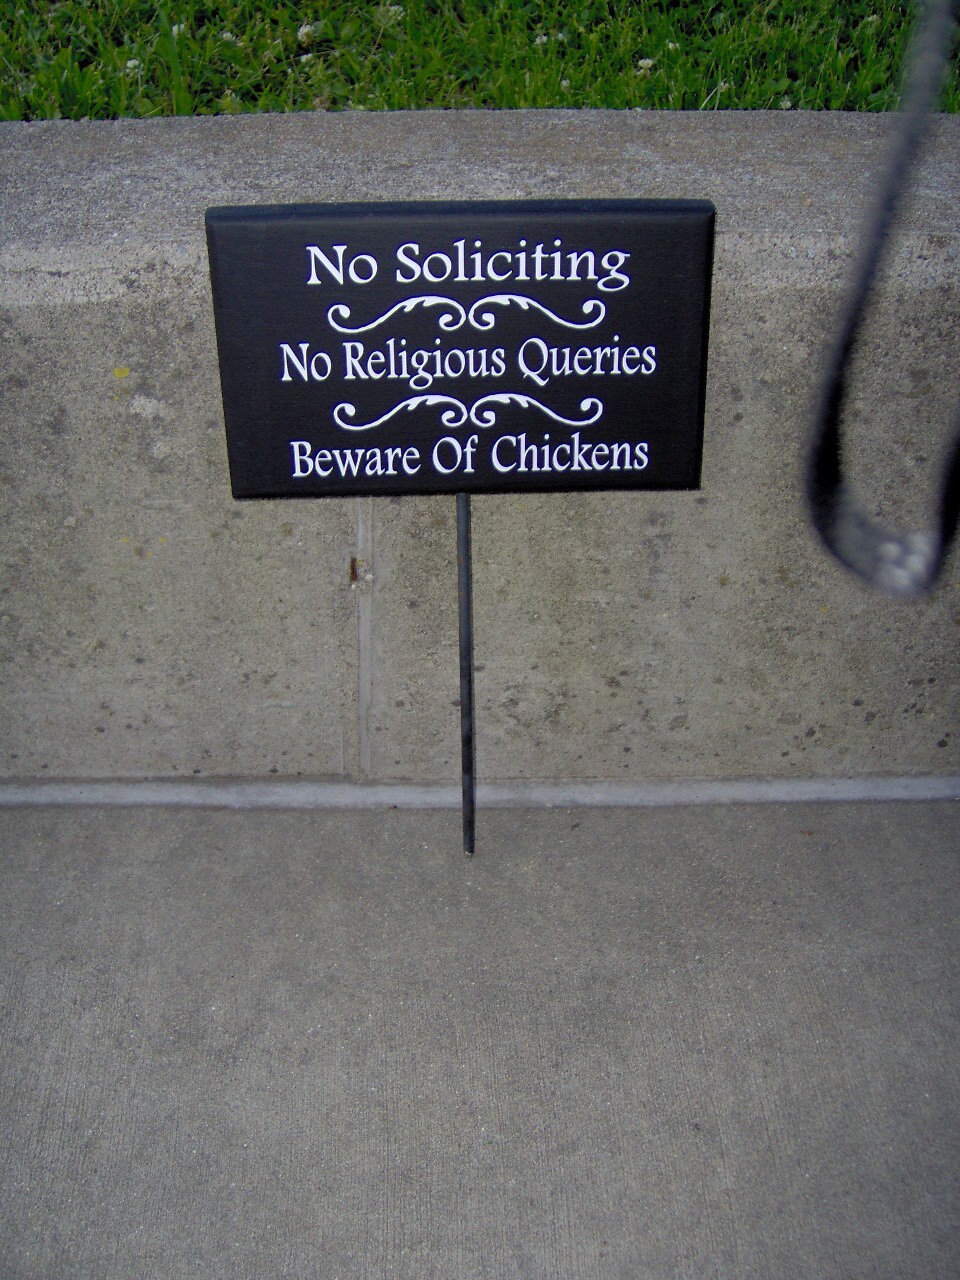 No Soliciting
No Religious Queries
Beware Of Chickens